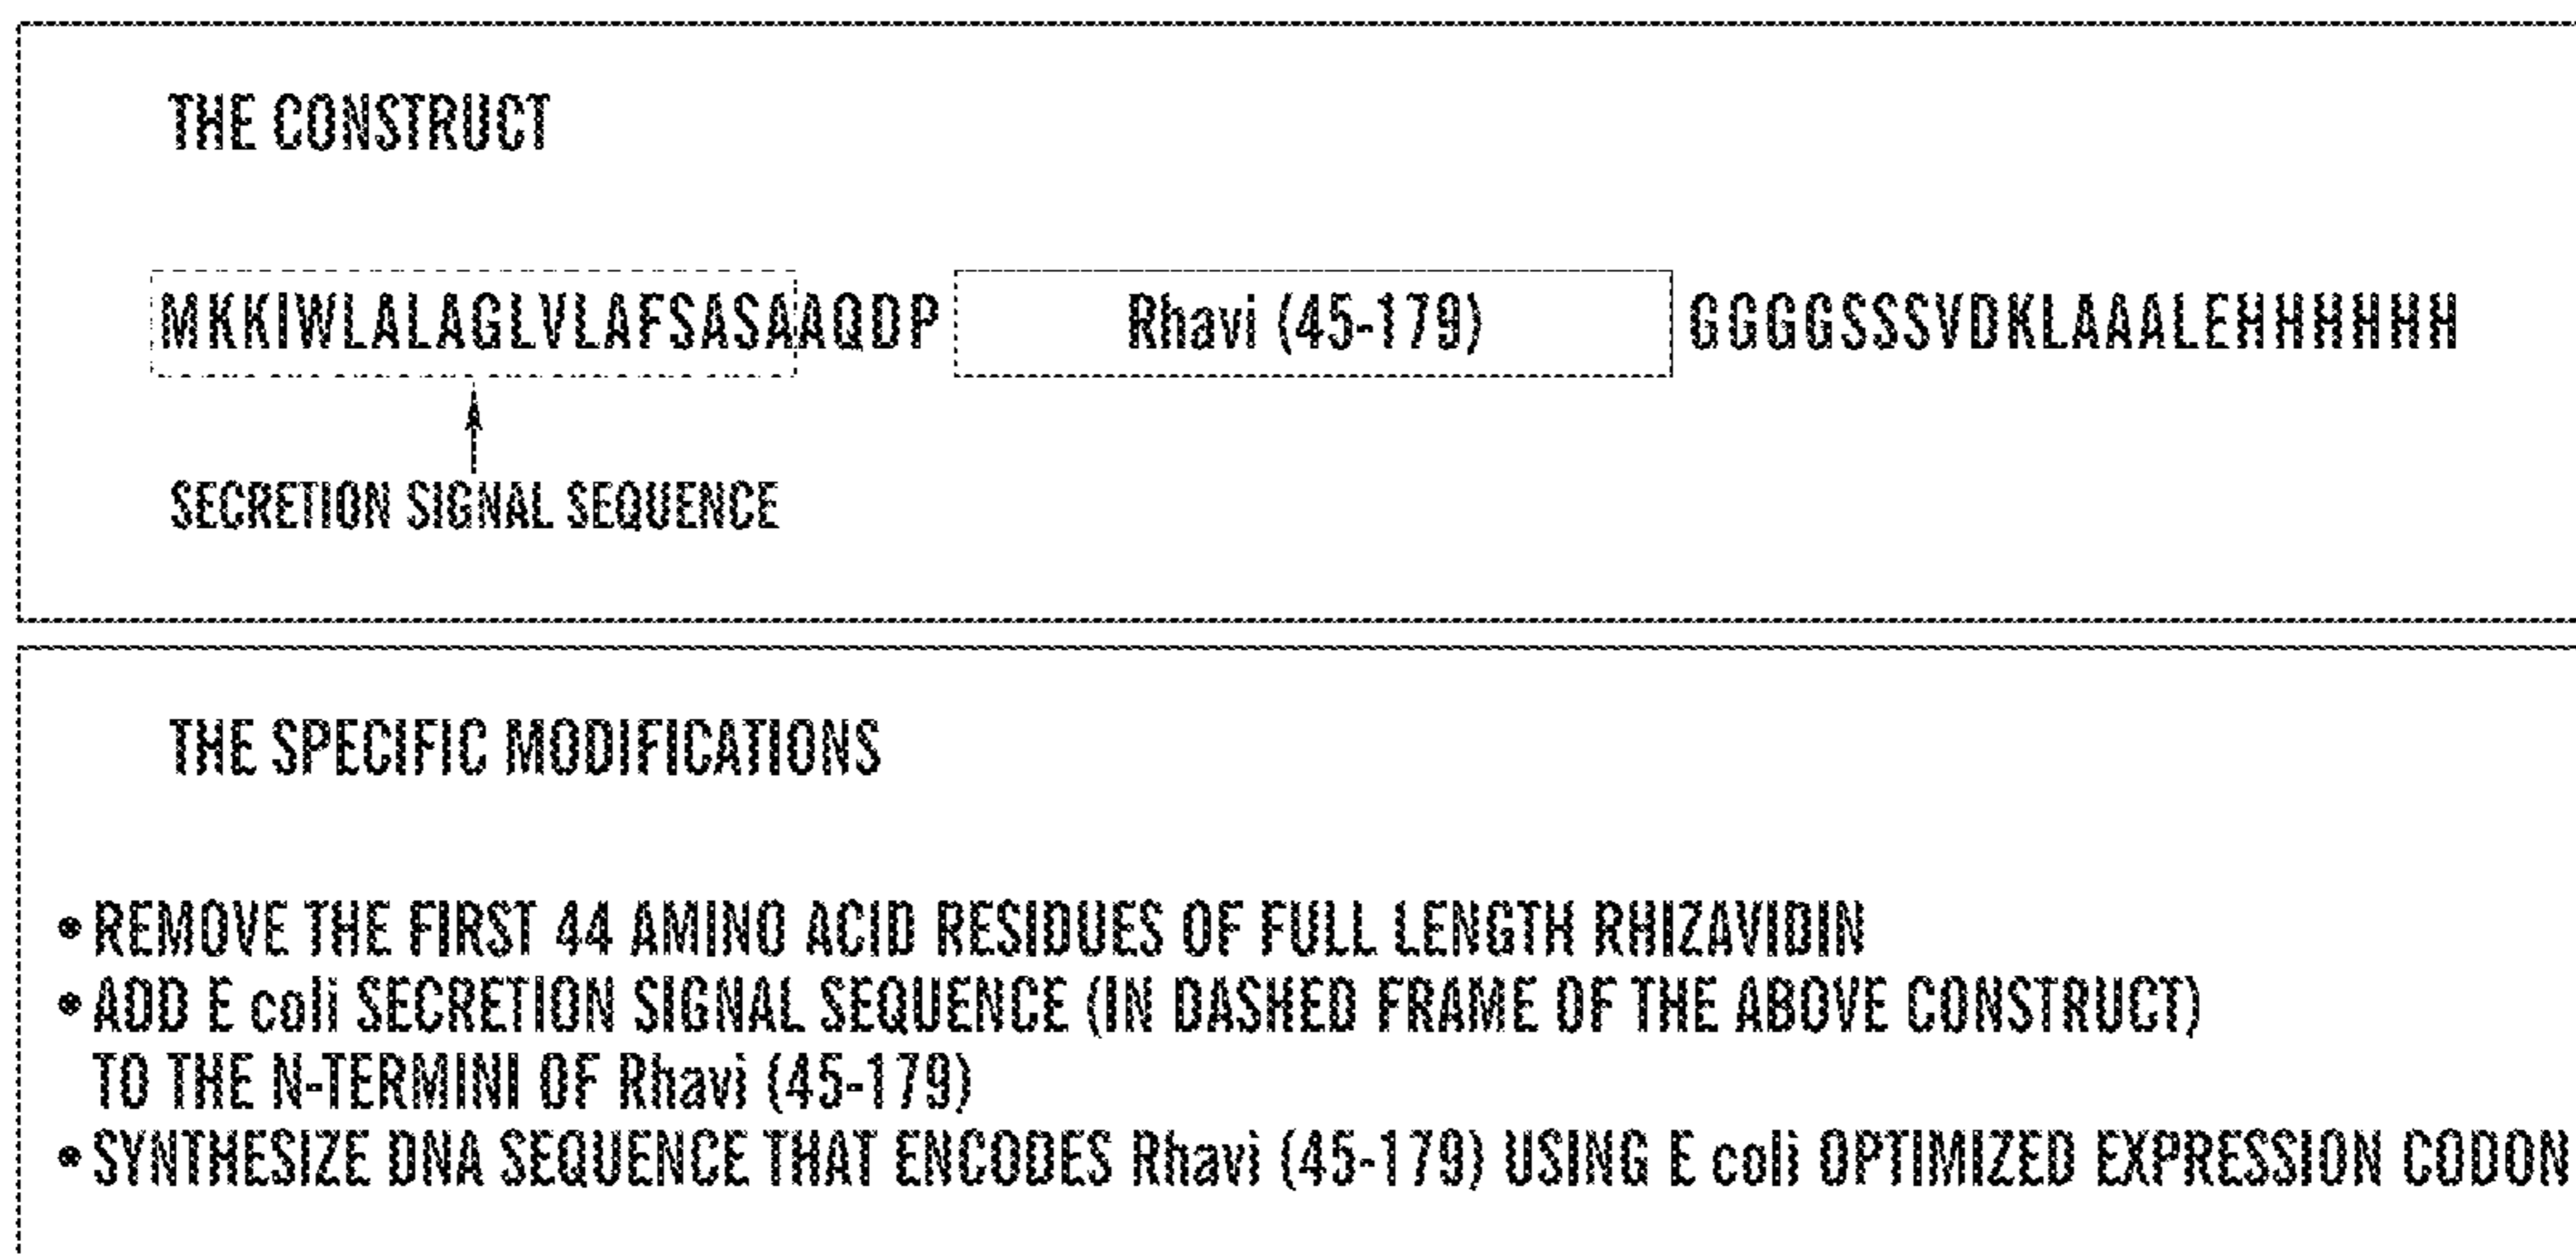 THE CONSTRUCT
MKKIWLALAGLVLAFSASAAQDP Rhavi (45-179) GGGGSSSVDKLAAALEHHHHHH
SECRETION SIGNAL SEQUENCE
THE SPECIFIC MODIFICATIONS
• REMOVE THE FIRST 44 AMINO ACID RESIDUES OF FULL LENGTH RHIZAVIDIN
• ADD E coli SECRETION SIGNAL SEQUENCE (IN DASHED FRAME OF THE ABOVE CONSTRUCT)
TO THE N-TERMINI OF Rhavi (45-179)
• SYNTHESIZE DNA SEQUENCE THAT ENCODES Rhavi (45-179) USING E coli OPTIMIZED EXPRESSION CODON